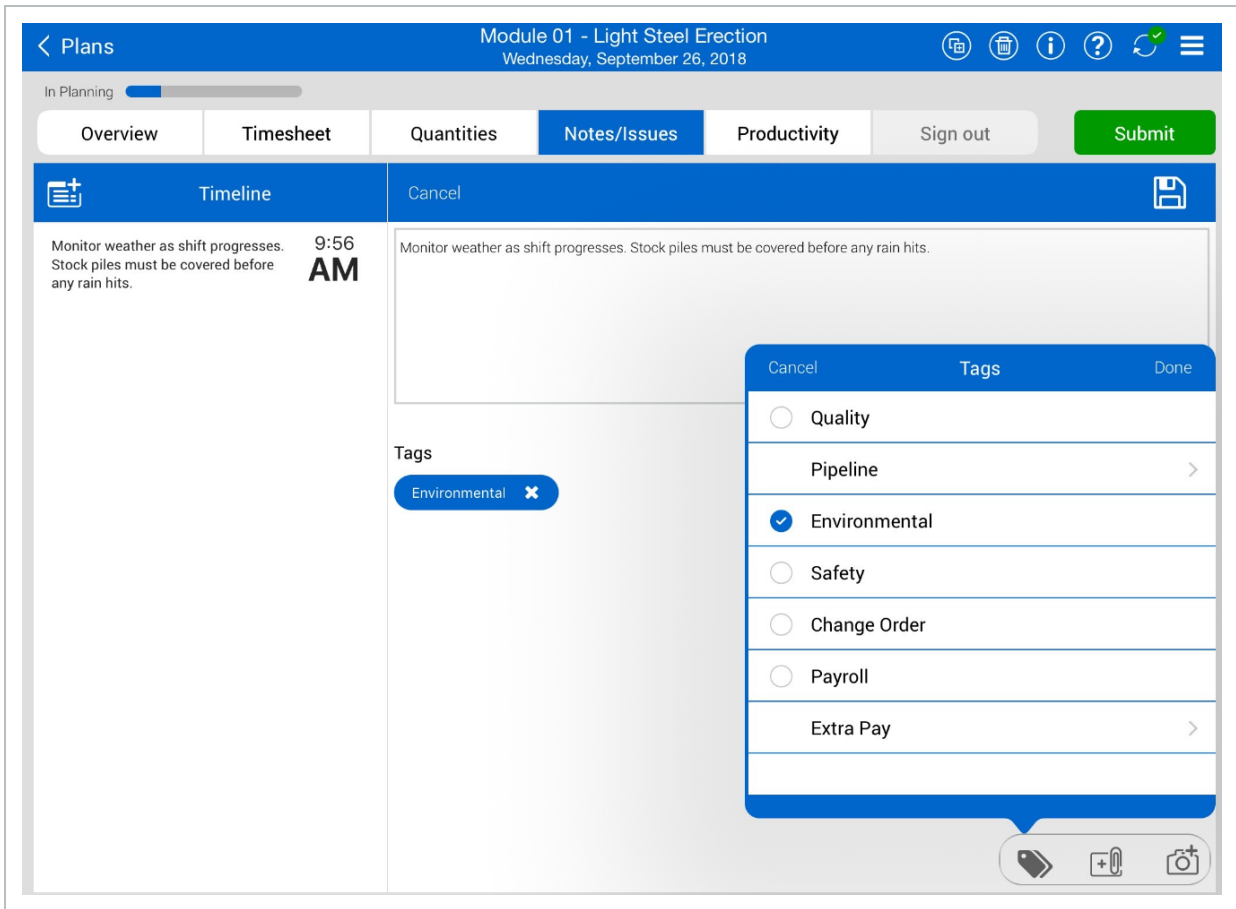 Plans
Module 01 - Light Steel Erection
Wednesday, September 26, 2018
In Planning
Overview
Timesheet
Quantities
Notes/Issues
Productivity
Sign out
Submit
Timeline
Cancel
Monitor weather as shift progresses.
Stock piles must be covered before
any rain hits.
9:56
AM
Monitor weather as shift progresses. Stock piles must be covered before any rain hits.
Tags
Environmental
Cancel
Tags
Done
Quality
Pipeline
Environmental
Safety
Change Order
Payroll
Extra Pay